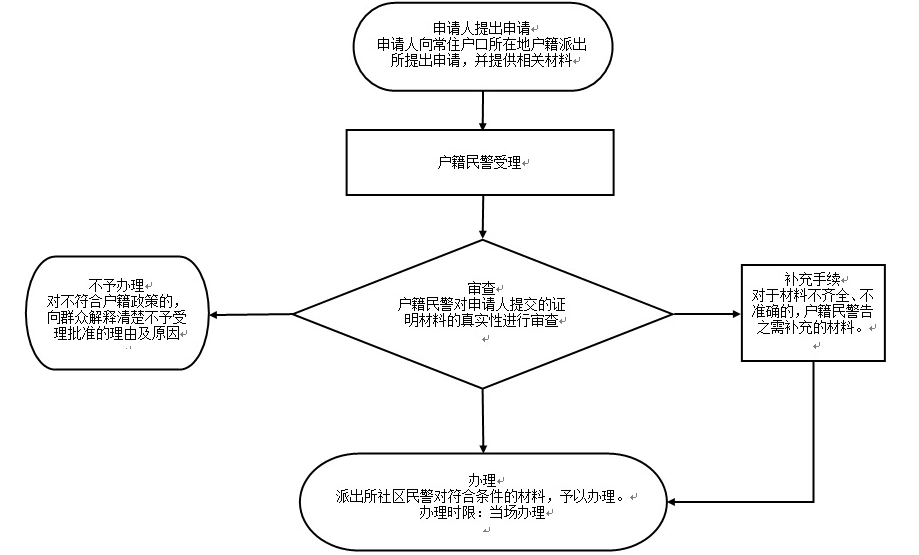 申请人提出申请
申请人向常住户口所在地户籍派出
所提出申请，并提供相关材料
户籍民警受理
审查
户籍民警对申请人提交的证
明材料的真实性进行审查
不予办理
对不符合户籍政策的，
向群众解释清楚不予受
理批准的理由及原因
补充手续
对于材料不齐全、不
准确的，户籍民警告
之需补充的材料。
办理
派出所社区民警对符合条件的材料，予以办理。
办理时限：当场办理